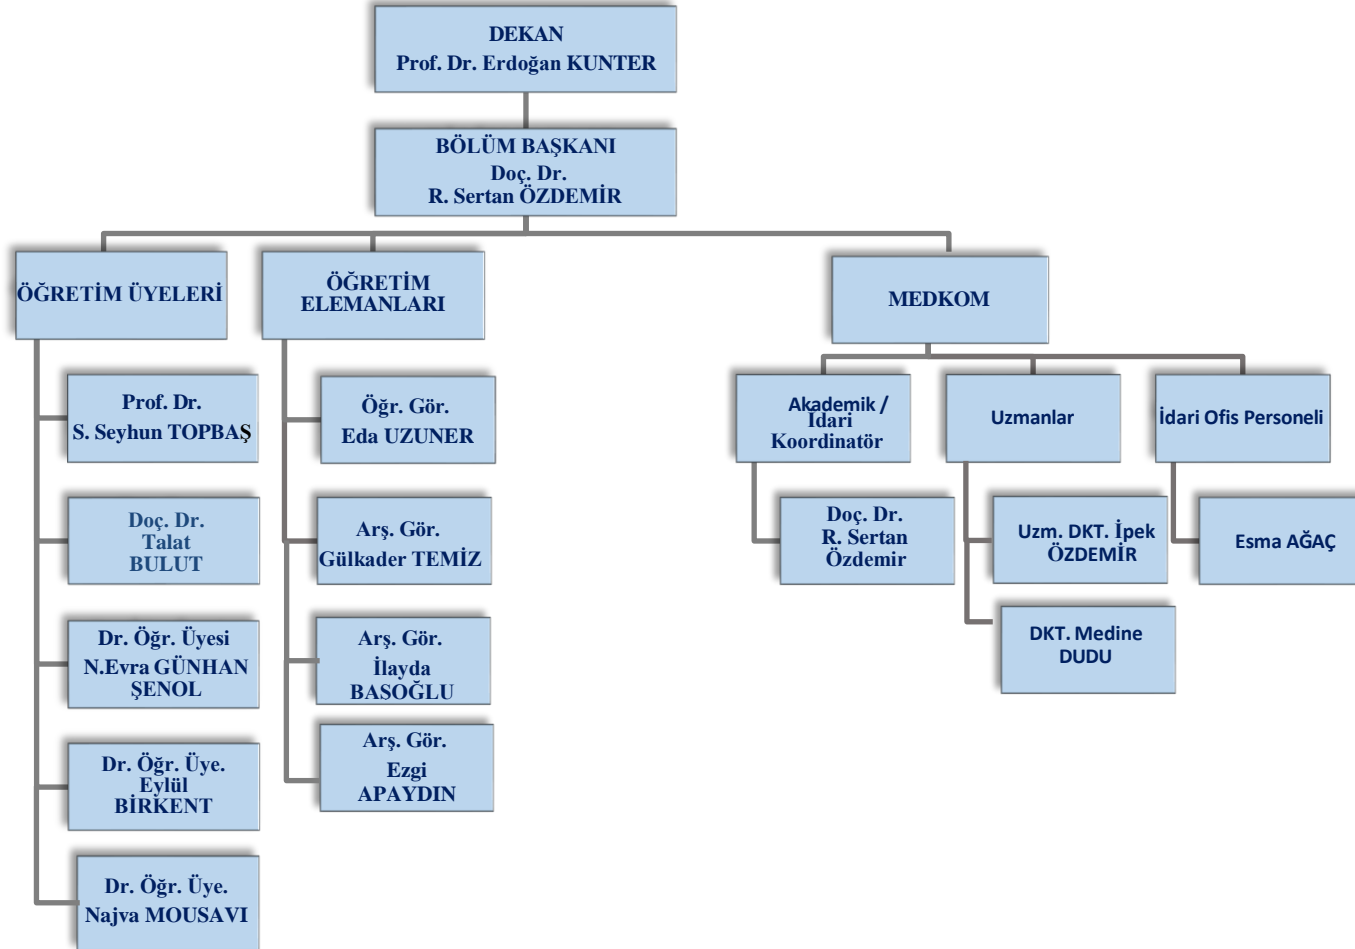 DEKAN
Prof. Dr. Erdoğan KUNTER
BÖLÜM BAŞKANI
Doç. Dr.
R. Sertan ÖZDEMİR
ÖĞRETİM ÜYELERİ
Prof. Dr.
S. Seyhun TOPBAŞ
Doç. Dr.
Talat
BULUT
Dr. Öğr. Üyesi
N.Evra GÜNHAN
ŞENOL
Dr. Öğr. Üye.
Eylül
BİRKENT
Dr. Öğr. Üye.
Najva MOUSAVI
ÖĞRETİM
ELEMANLARI
Öğr. Gör.
Eda UZUNER
Arş. Gör.
Gülkader TEMİZ
Arş. Gör.
İlayda
BASOĞLU
Arş. Gör.
Ezgi
APAYDIN
MEDKOM
Akademik /
İdari
Koordinatör
Doç. Dr.
R. Sertan
Özdemir
Uzmanlar
Uzm. DKT. İpek
ÖZDEMİR
DKT. Medine
DUDU
İdari Ofis Personeli
Esma AĞAÇ